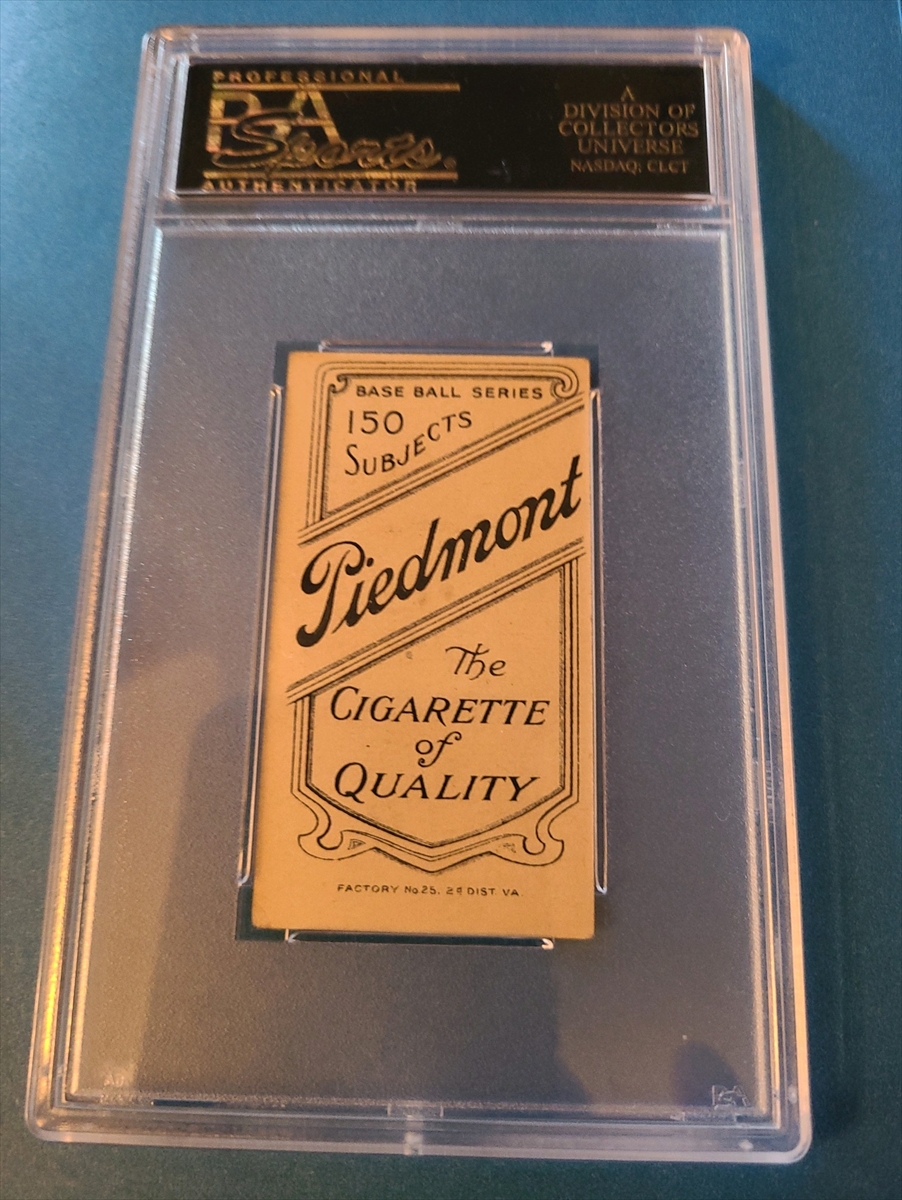 PROFESSIONAL
PSA
Sports®
AUTHENTICATOR
A
DIVISION OF
COLLECTORS
UNIVERSE
NASDAQ: CLCT
BASE BALL SERIES
150
SUBJECTS
Piedmont
The
CIGARETTE
of
QUALITY
FACTORY No 25. 2D DIST. VA.
PSA